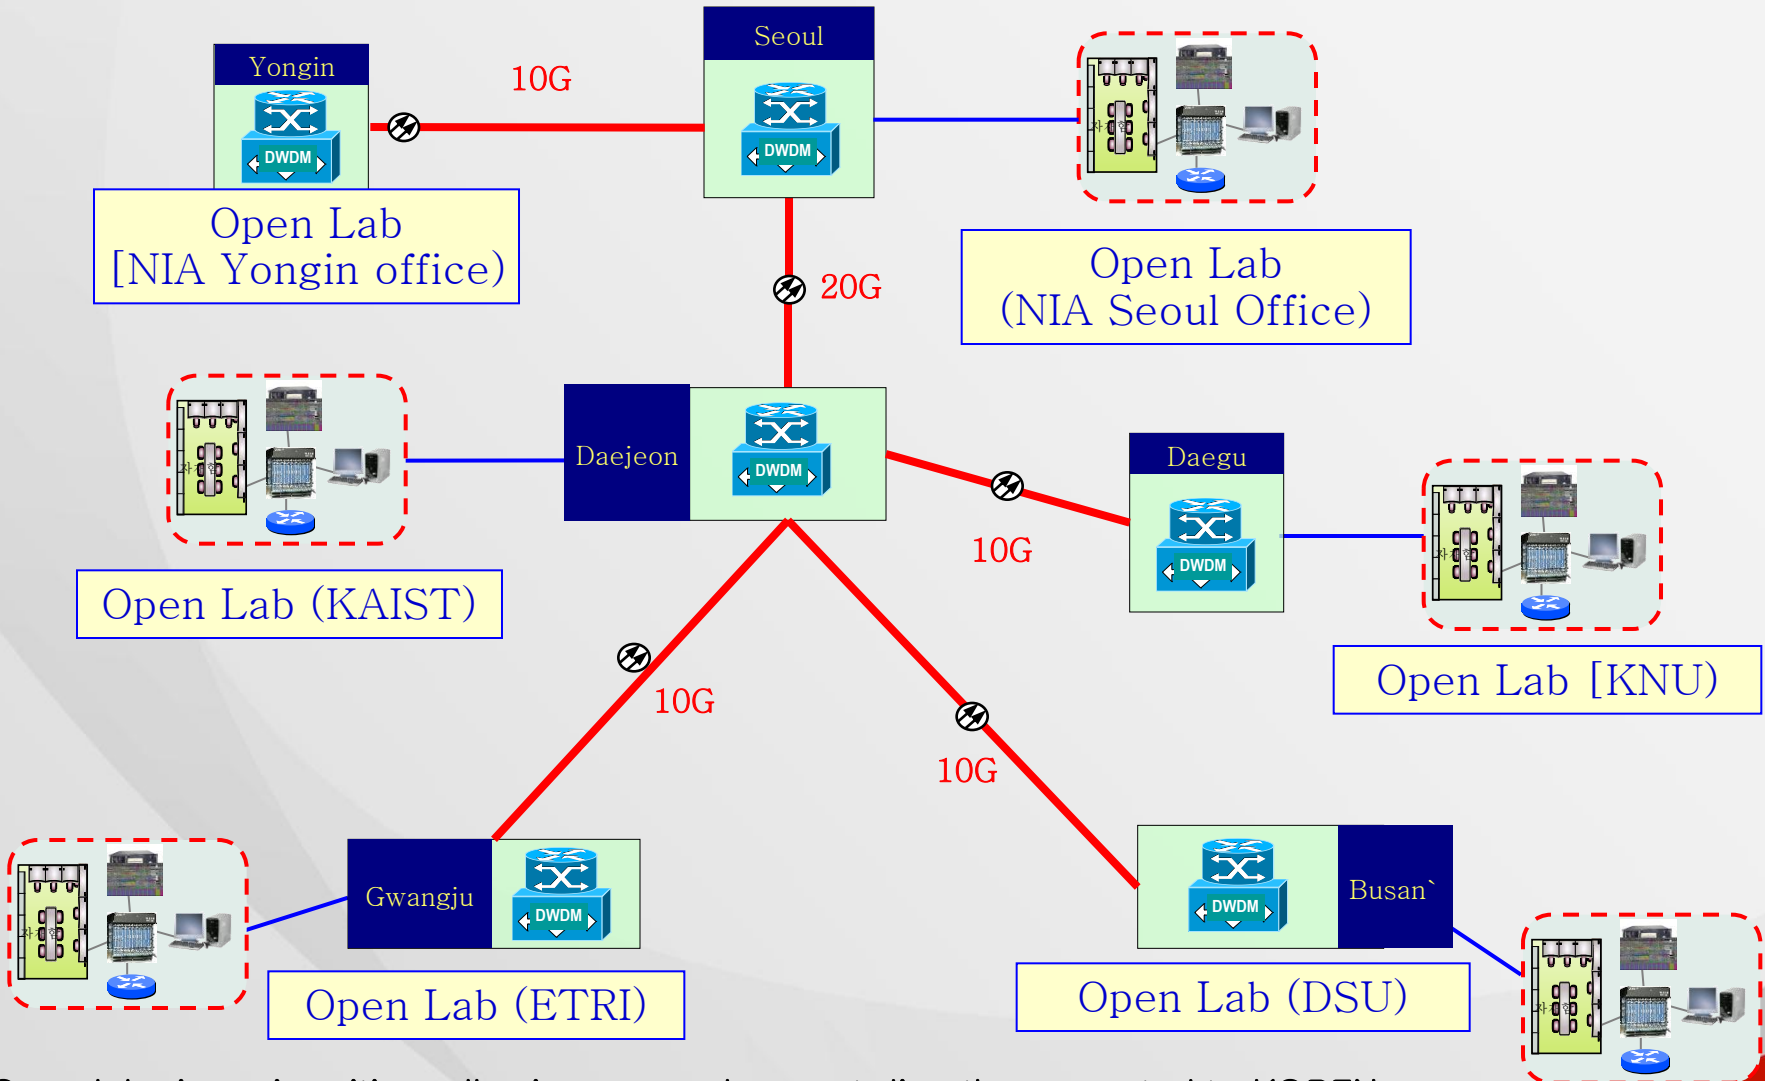 Seoul
Yongin
10G
DWDM
DWDM
Open Lab
[NIA Yongin office)
20G
Open Lab
(NIA Seoul Office)
Daejeon
DWDM
Daegu
DWDM
10G
Open Lab (KAIST)
Open Lab [KNU)
10G
10G
Gwangju
DWDM
DWDM
Busan`
Open Lab (ETRI)
Open Lab (DSU)